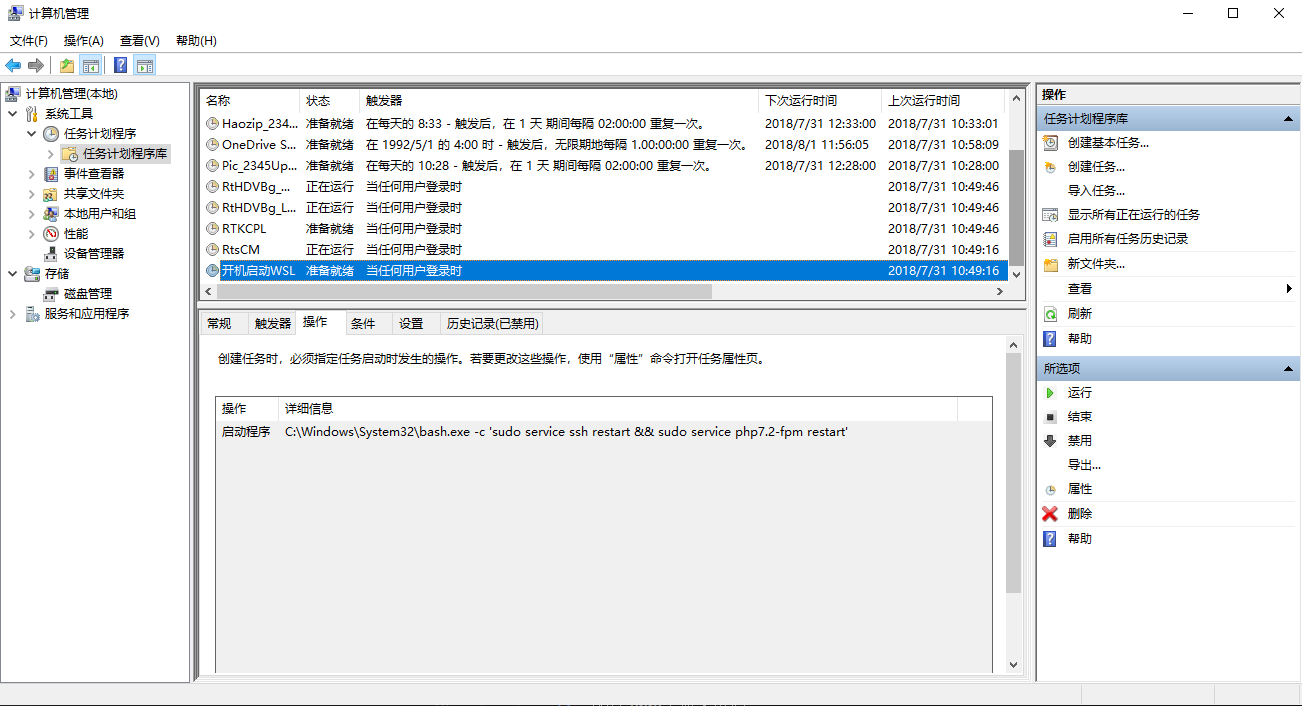 计算机管理
文件(F) 操作(A) 查看(V) 帮助(H)
计算机管理(本地)
系统工具
任务计划程序
任务计划程序库
事件查看器
共享文件夹
本地用户和组
性能
设备管理器
存储
磁盘管理
服务和应用程序
名称 状态 触发器 下次运行时间 上次运行时间
Haozip_234... 准备就绪 在每天的 8:33 - 触发后，在 1 天 期间每隔 02:00:00 重复一次。 2018/7/31 12:33:00 2018/7/31 10:33:01
OneDrive S... 准备就绪 在 1992/5/1 的 4:00 时 - 触发后，无限期地每隔 1.00:00:00 重复一次。 2018/8/1 11:56:05 2018/7/31 10:58:09
Pic_2345Up... 准备就绪 在每天的 10:28 - 触发后，在 1 天 期间每隔 02:00:00 重复一次。 2018/7/31 12:28:00 2018/7/31 10:28:00
RtHDVBg_... 正在运行 当任何用户登录时 2018/7/31 10:49:46
RtHDVBg_L... 准备就绪 当任何用户登录时 2018/7/31 10:49:46
RTKCPL 准备就绪 当任何用户登录时 2018/7/31 10:49:46
RtsCM 正在运行 当任何用户登录时 2018/7/31 10:49:16
开机启动WSL 准备就绪 当任何用户登录时 2018/7/31 10:49:16
常规 触发器 操作 条件 设置 历史记录(已禁用)
创建任务时，必须指定任务启动时发生的操作。若要更改这些操作，使用“属性”命令打开任务属性页。
操作 详细信息
启动程序 C:\Windows\System32\bash.exe -c 'sudo service ssh restart && sudo service php7.2-fpm restart'
操作
任务计划程序库
创建基本任务...
创建任务...
导入任务...
显示所有正在运行的任务
启用所有任务历史记录
新文件夹...
查看
刷新
帮助
所选项
运行
结束
禁用
导出...
属性
删除
帮助